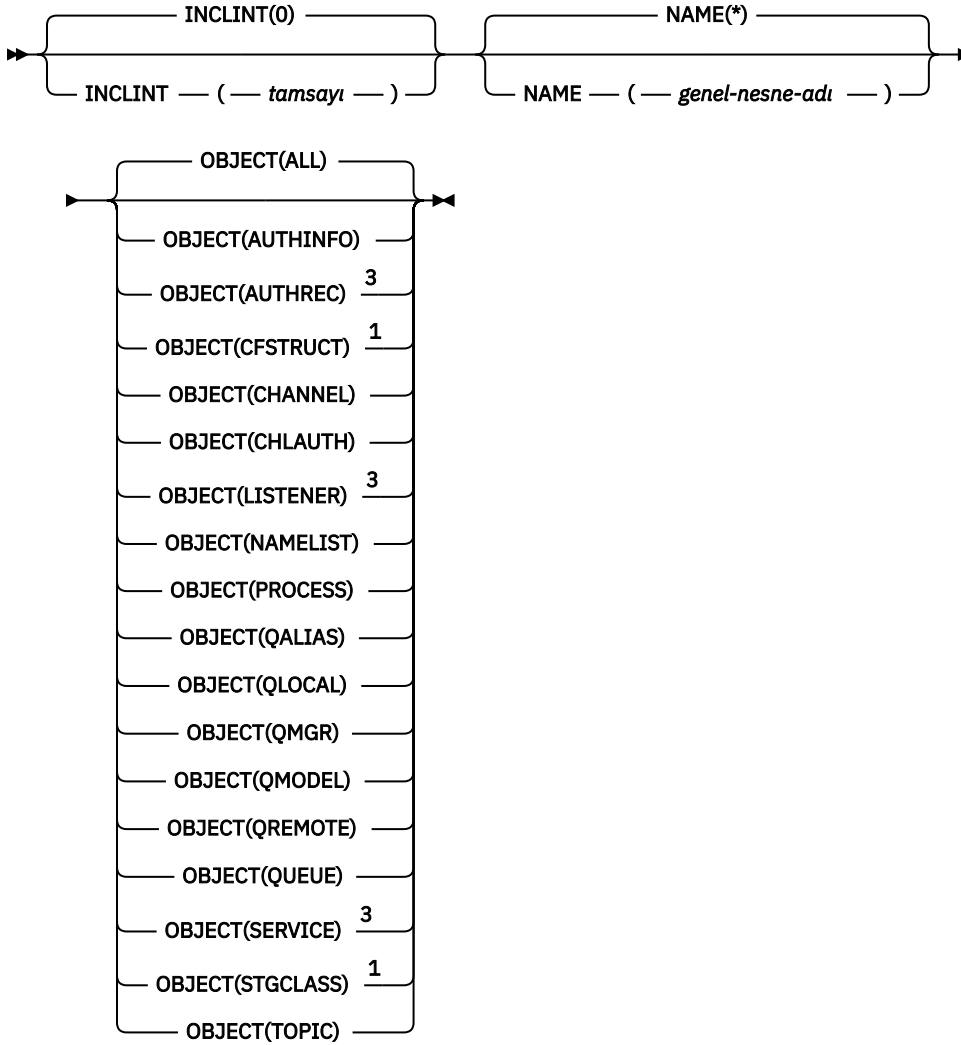 INCLINT(0) NAME(*)
INCLINT ( tamsayı ) NAME ( genel-nesne-adı )
OBJECT(ALL)
OBJECT(AUTHINFO)
OBJECT(AUTHREC) 3
OBJECT(CFSTRUCT) 1
OBJECT(CHANNEL)
OBJECT(CHLAUTH)
OBJECT(LISTENER) 3
OBJECT(NAMELIST)
OBJECT(PROCESS)
OBJECT(QALIAS)
OBJECT(QLOCAL)
OBJECT(QMGR)
OBJECT(QMODEL)
OBJECT(QREMOTE)
OBJECT(QUEUE)
OBJECT(SERVICE) 3
OBJECT(STGCLASS) 1
OBJECT(TOPIC)